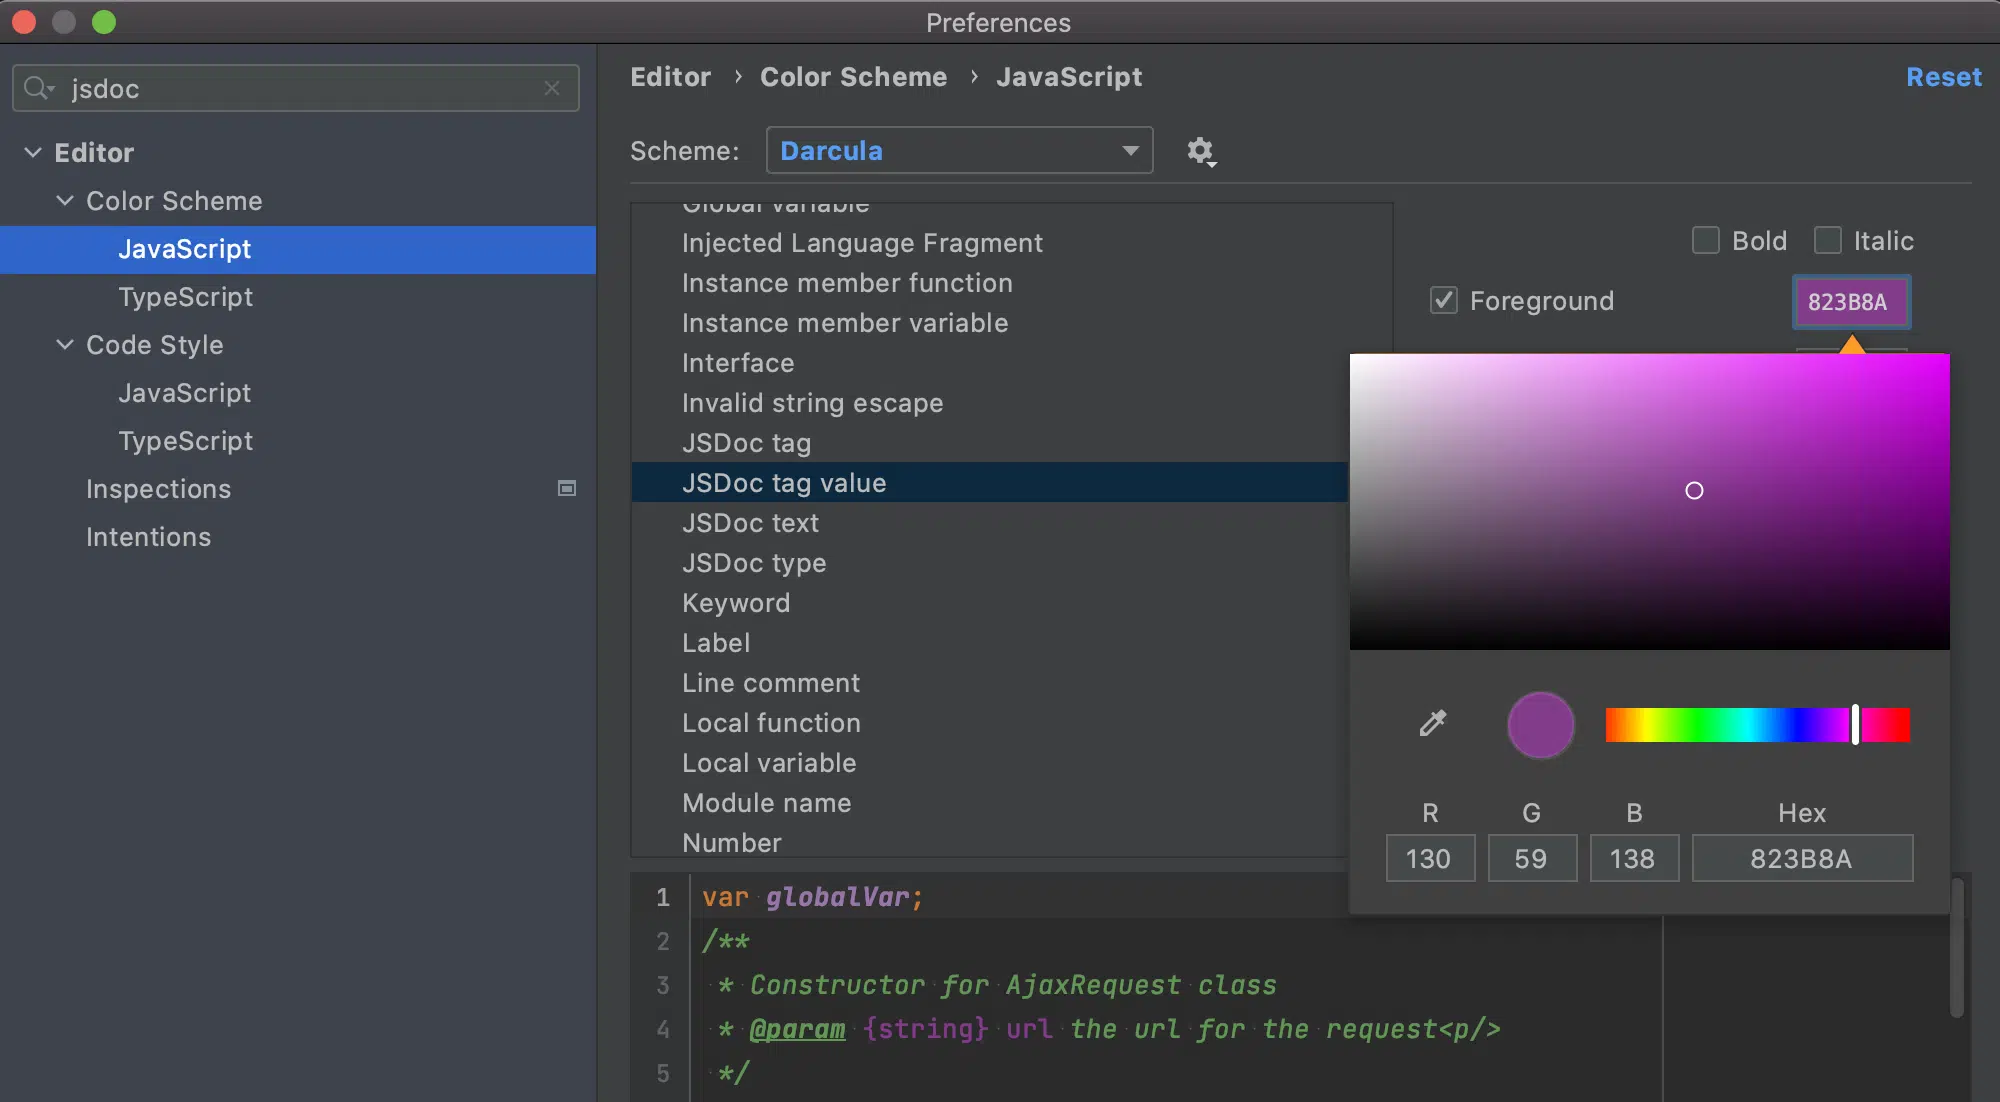 Preferences
jsdoc
Editor
Color Scheme
JavaScript
TypeScript
Code Style
JavaScript
TypeScript
Inspections
Intentions
Editor › Color Scheme › JavaScript
Reset
Scheme: Darcula
Global variable
Injected Language Fragment
Instance member function
Instance member variable
Interface
Invalid string escape
JSDoc tag
JSDoc tag value
JSDoc text
JSDoc type
Keyword
Label
Line comment
Local function
Local variable
Module name
Number
Bold Italic
Foreground 823B8A
R G B Hex
130 59 138 823B8A
1 var globalVar;
2 /**
3 * Constructor for AjaxRequest class
4 * @param {string} url the url for the request<p/>
5 */